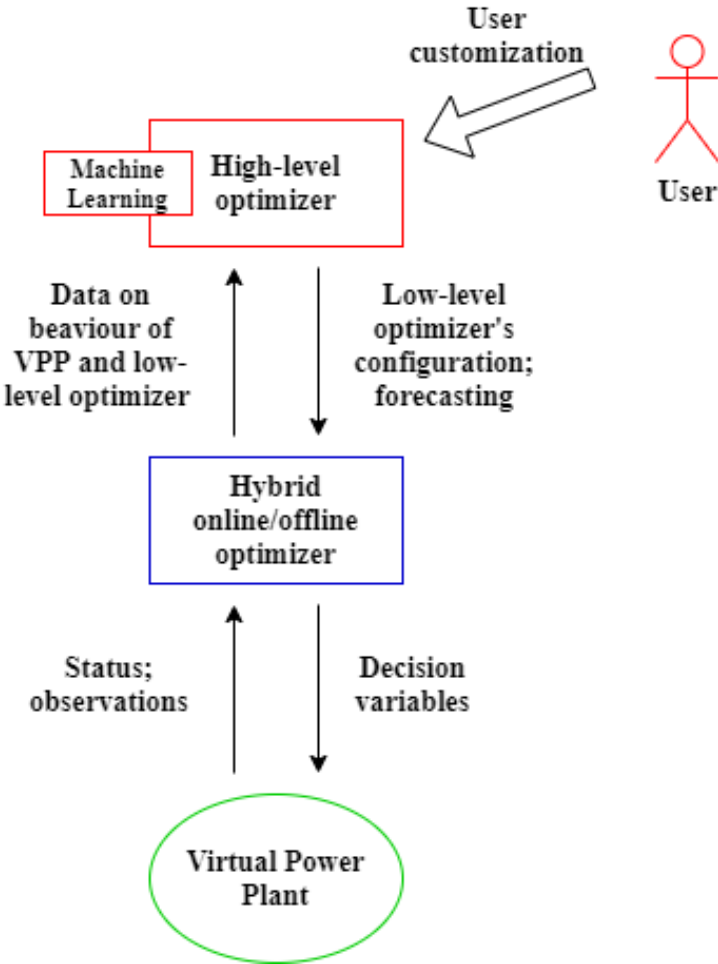 User
customization
User
Machine
Learning
High-level
optimizer
Data on
beaviour of
VPP and low-
level optimizer
Low-level
optimizer's
configuration;
forecasting
Hybrid
online/offline
optimizer
Status;
observations
Decision
variables
Virtual Power
Plant